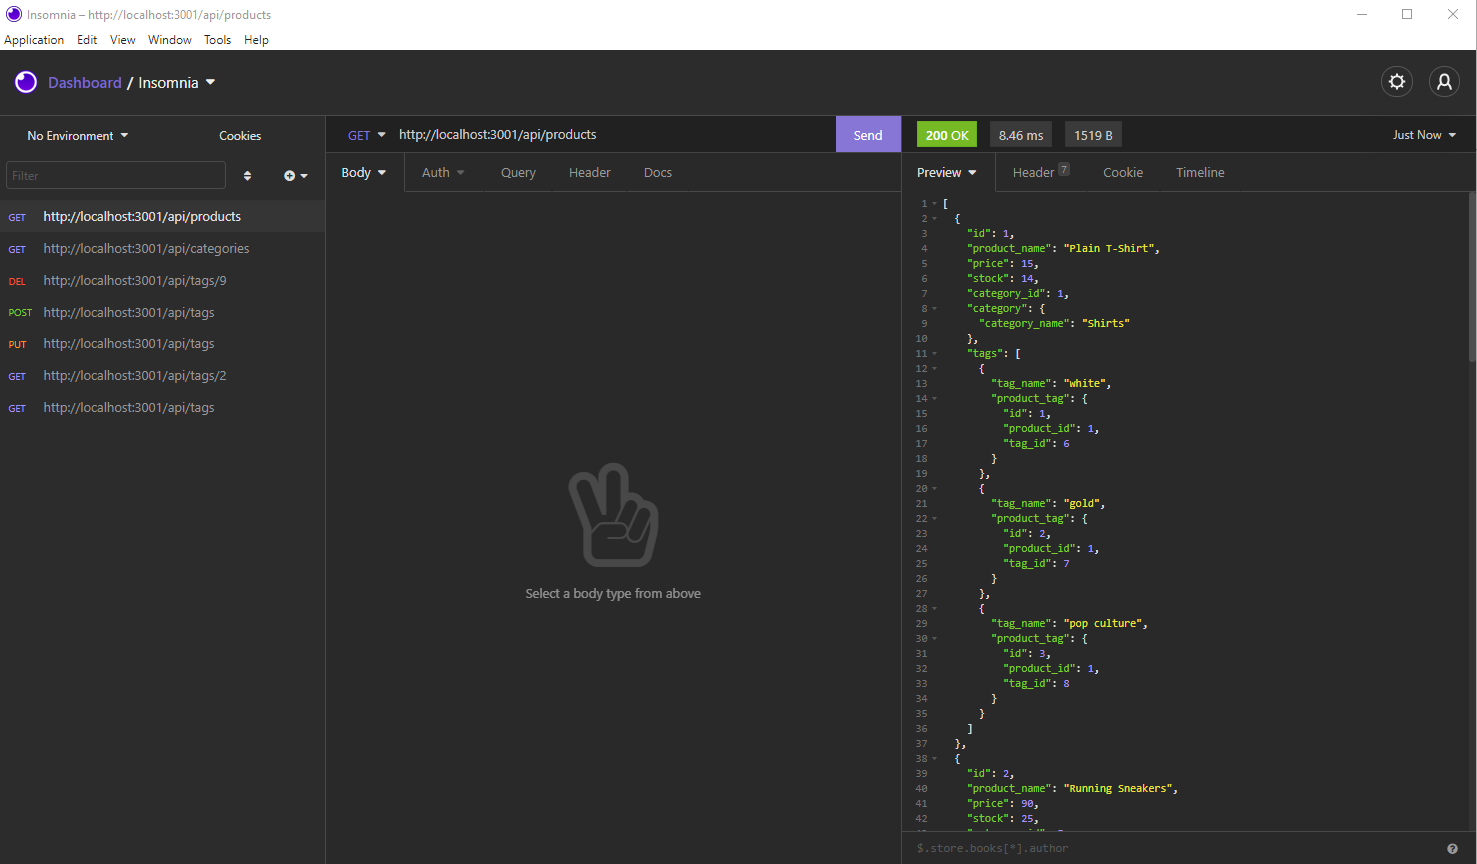 Insomnia – http://localhost:3001/api/products
Application Edit View Window Tools Help
Dashboard / Insomnia
No Environment Cookies
Filter
GET http://localhost:3001/api/products
GET http://localhost:3001/api/categories
DEL http://localhost:3001/api/tags/9
POST http://localhost:3001/api/tags
PUT http://localhost:3001/api/tags
GET http://localhost:3001/api/tags/2
GET http://localhost:3001/api/tags
GET http://localhost:3001/api/products Send
Body Auth Query Header Docs
Select a body type from above
200 OK 8.46 ms 1519 B Just Now
Preview Header 7 Cookie Timeline
1 [
2 {
3 "id": 1,
4 "product_name": "Plain T-Shirt",
5 "price": 15,
6 "stock": 14,
7 "category_id": 1,
8 "category": {
9 "category_name": "Shirts"
10 },
11 "tags": [
12 {
13 "tag_name": "white",
14 "product_tag": {
15 "id": 1,
16 "product_id": 1,
17 "tag_id": 6
18 }
19 },
20 {
21 "tag_name": "gold",
22 "product_tag": {
23 "id": 2,
24 "product_id": 1,
25 "tag_id": 7
26 }
27 },
28 {
29 "tag_name": "pop culture",
30 "product_tag": {
31 "id": 3,
32 "product_id": 1,
33 "tag_id": 8
34 }
35 }
36 ]
37 },
38 {
39 "id": 2,
40 "product_name": "Running Sneakers",
41 "price": 90,
42 "stock": 25,
$.store.books[*].author